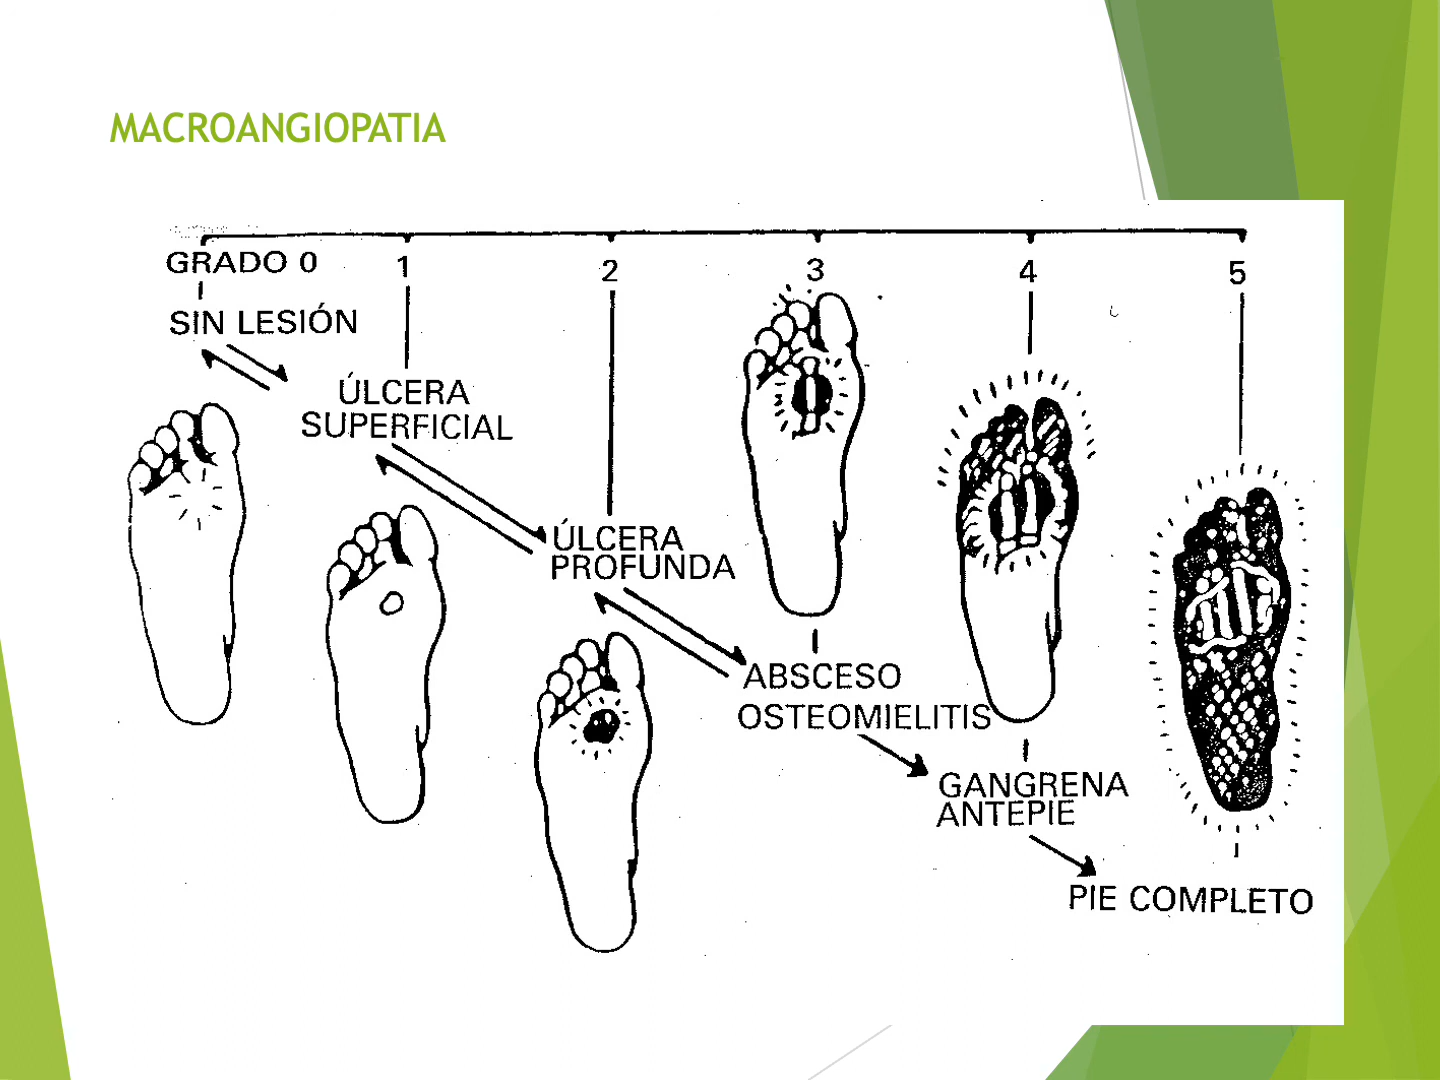 MACROANGIOPATIA
GRADO 0
1
2
3
4
5
SIN LESIÓN
ÚLCERA
SUPERFICIAL
ÚLCERA
PROFUNDA
ABSCESO
OSTEOMIELITIS
GANGRENA
ANTEPIE
PIE COMPLETO